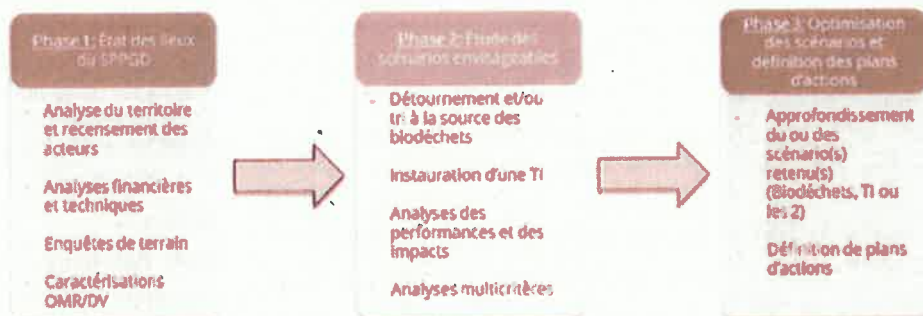 Phase 1: État des lieux
du SPPGD
Analyse du territoire
et recensement des
acteurs
Analyses financières
et techniques
Enquêtes de terrain
Caractérisations
OMR/DV
Phase 2: Étude des
scénarios envisageables
Détournement et/ou
tri à la source des
biodéchets
Instauration d'une TI
Analyses des
performances et des
impacts
Analyses multicritères
Phase 3: Optimisation
des scénarios et
définition des plans
d'actions
Approfondissement
du ou des
scénario(s)
retenu(s)
(Biodéchets, TI ou
les 2)
Définition de plans
d'actions